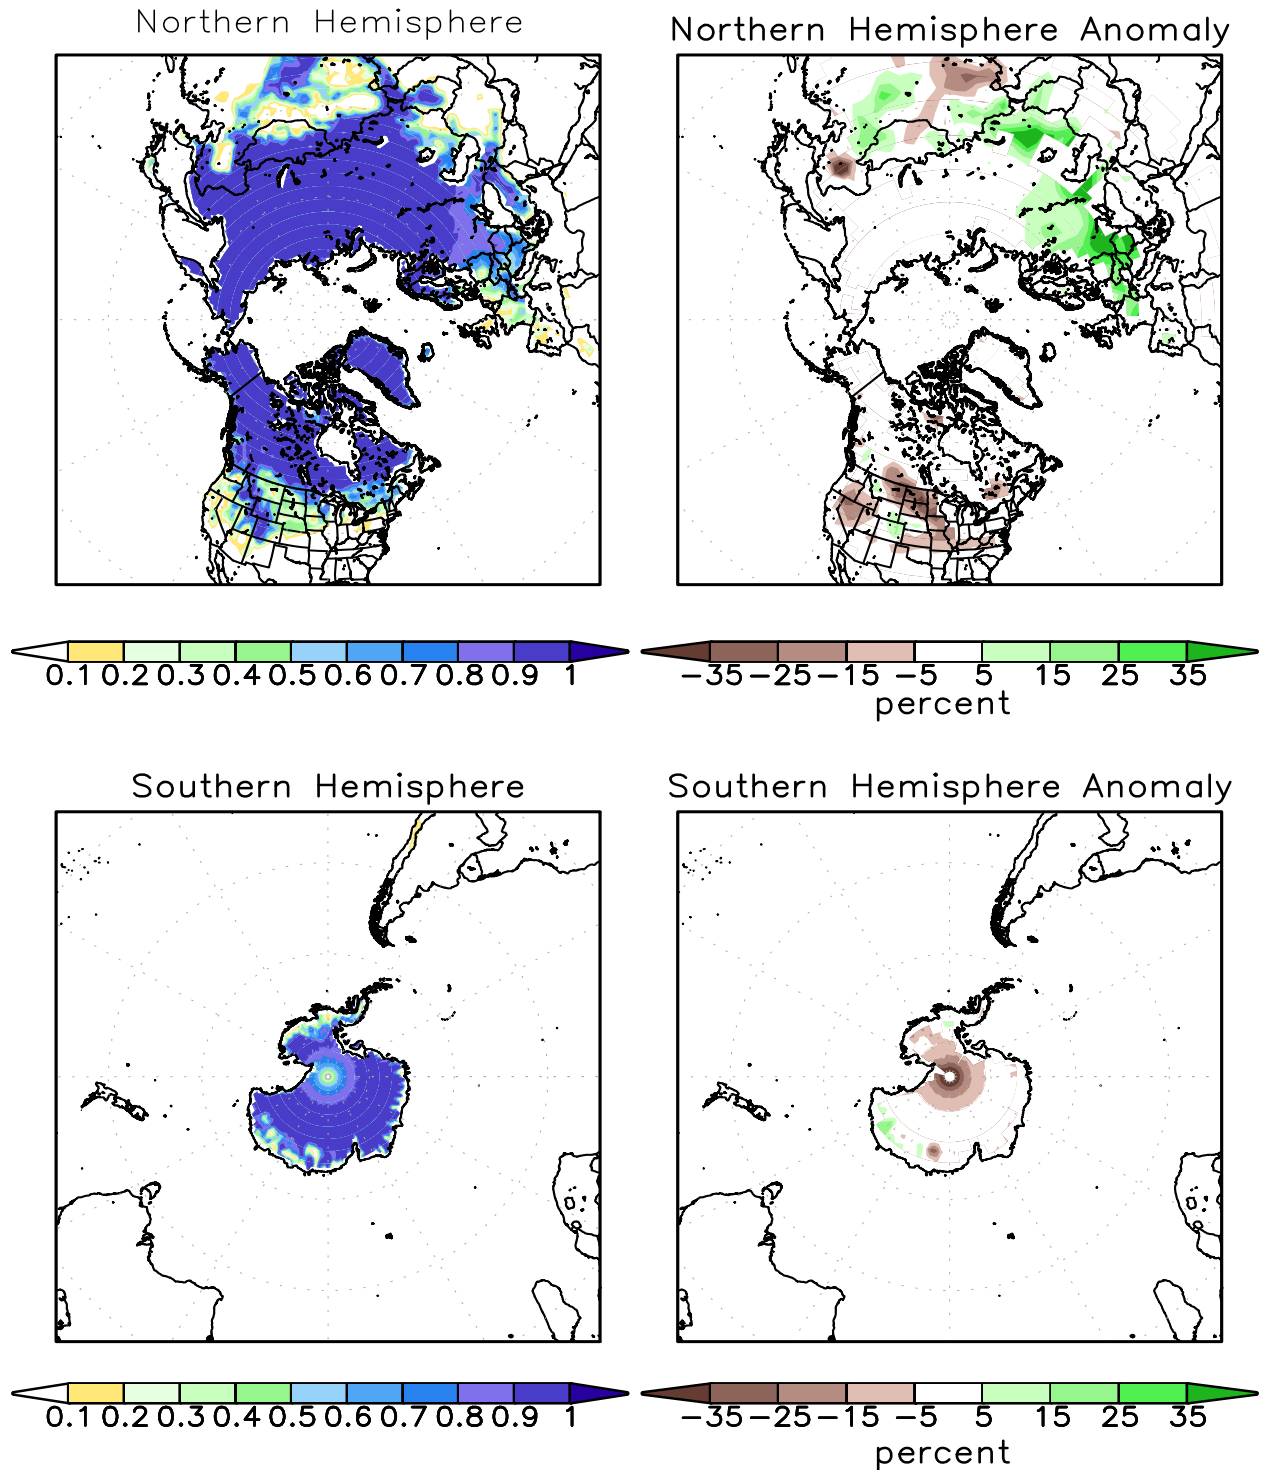 Northern Hemisphere
Northern Hemisphere Anomaly
0.1 0.2 0.3 0.4 0.5 0.6 0.7 0.8 0.9 1
-35 -25 -15 -5 5 15 25 35
percent
Southern Hemisphere
Southern Hemisphere Anomaly
0.1 0.2 0.3 0.4 0.5 0.6 0.7 0.8 0.9 1
-35 -25 -15 -5 5 15 25 35
percent